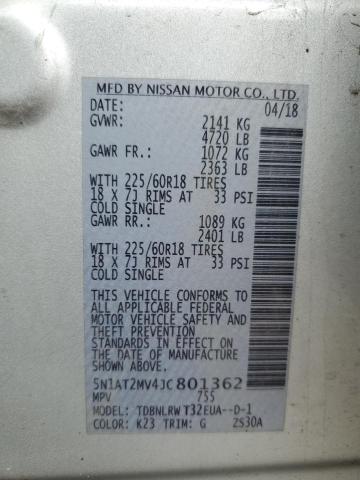 MFD BY NISSAN MOTOR CO., LTD.
DATE: 04/18
GVWR: 2141 KG
4720 LB
GAWR FR.: 1072 KG
2363 LB
WITH 225/60R18 TIRES
18 X 7J RIMS AT 33 PSI
COLD SINGLE
GAWR RR.: 1089 KG
2401 LB
WITH 225/60R18 TIRES
18 X 7J RIMS AT 33 PSI
COLD SINGLE
THIS VEHICLE CONFORMS TO
ALL APPLICABLE FEDERAL
MOTOR VEHICLE SAFETY AND
THEFT PREVENTION
STANDARDS IN EFFECT ON
THE DATE OF MANUFACTURE
SHOWN ABOVE.
5N1AT2MV4JC801362
MPV 755
MODEL: TDBNLRW T32EUA--D-1
COLOR: K23 TRIM: G ZS30A